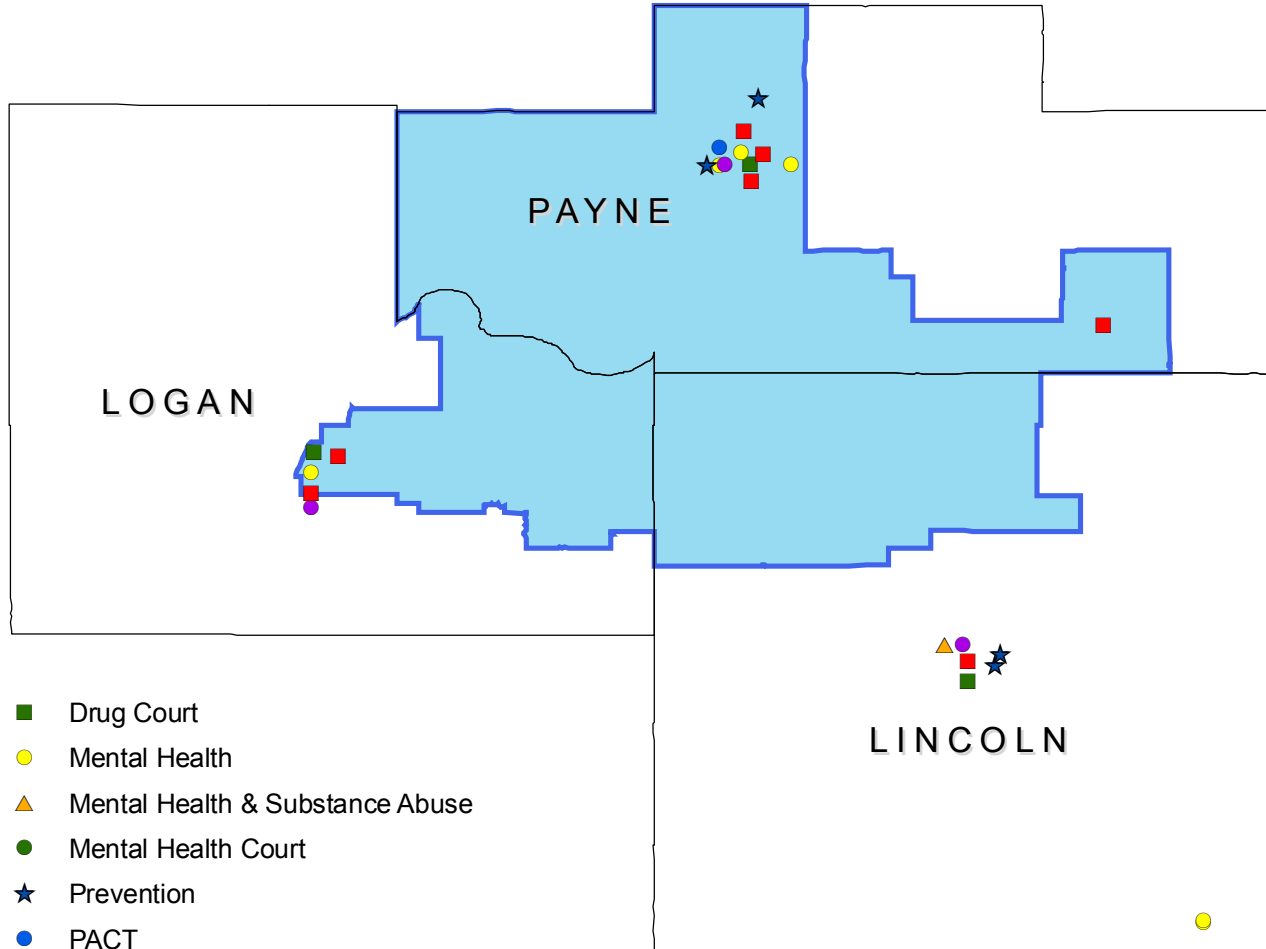 PAYNE
LOGAN
LINCOLN
Drug Court
Mental Health
Mental Health & Substance Abuse
Mental Health Court
Prevention
PACT